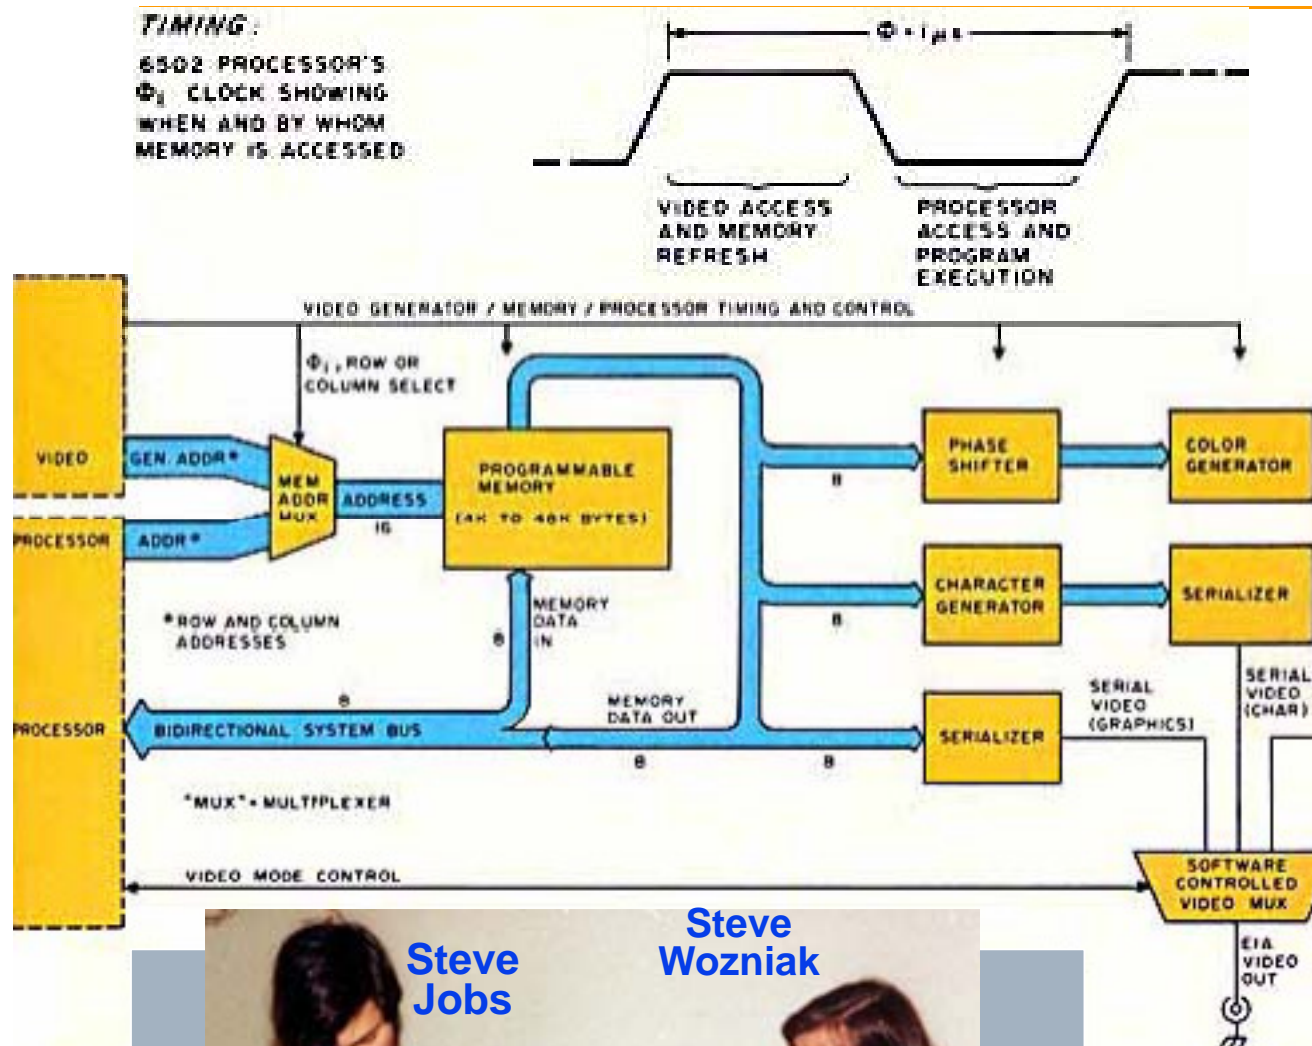 TIMING:
6502 PROCESSOR'S
Φ₁ CLOCK SHOWING
WHEN AND BY WHOM
MEMORY IS ACCESSED
Φ = 1 μs
VIDEO ACCESS
AND MEMORY
REFRESH
PROCESSOR
ACCESS AND
PROGRAM
EXECUTION
VIDEO GENERATOR / MEMORY / PROCESSOR TIMING AND CONTROL
Φ₁, ROW OR
COLUMN SELECT
VIDEO
GEN. ADDR*
MEM
ADDR
MUX
ADDRESS
16
PROGRAMMABLE
MEMORY
(4K TO 48K BYTES)
8
PHASE
SHIFTER
COLOR
GENERATOR
PROCESSOR
ADDR*
*ROW AND COLUMN
ADDRESSES
8
MEMORY
DATA
IN
8
CHARACTER
GENERATOR
SERIALIZER
PROCESSOR
8
BIDIRECTIONAL SYSTEM BUS
MEMORY
DATA OUT
8
8
SERIALIZER
SERIAL
VIDEO
(GRAPHICS)
SERIAL
VIDEO
(CHAR)
"MUX" = MULTIPLEXER
VIDEO MODE CONTROL
SOFTWARE
CONTROLLED
VIDEO MUX
EIA
VIDEO
OUT
Steve
Jobs
Steve
Wozniak